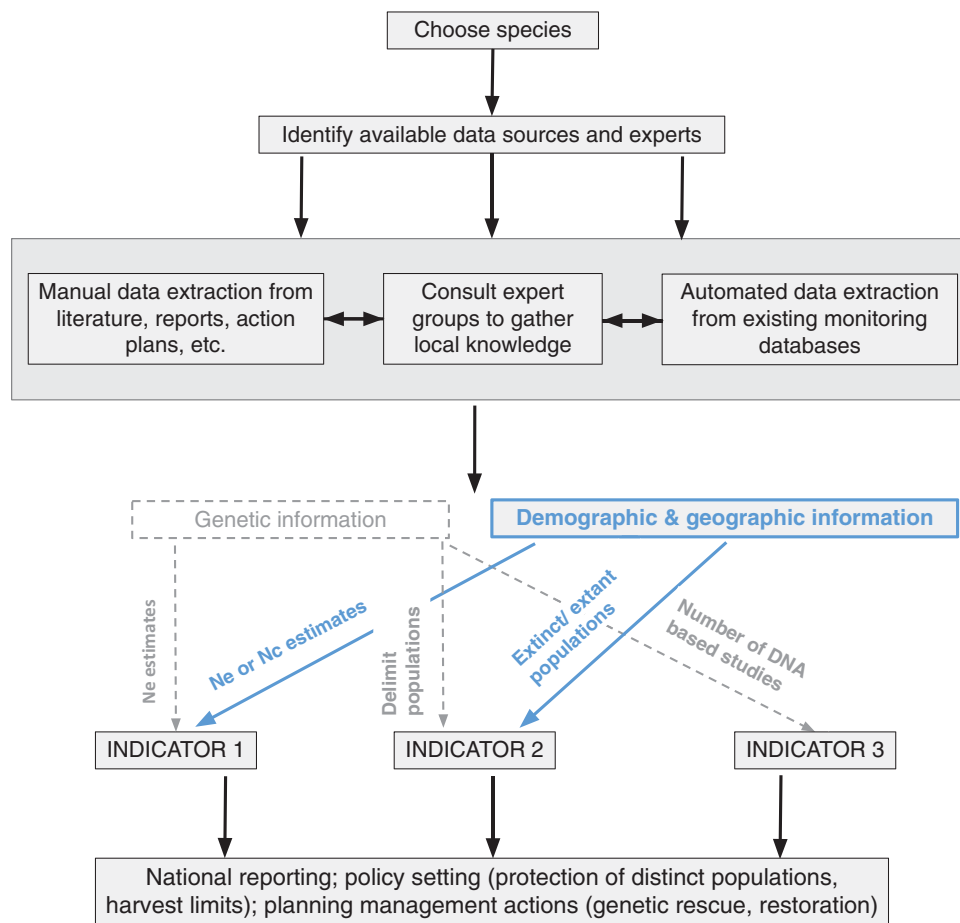 Choose species
Identify available data sources and experts
Manual data extraction from
literature, reports, action
plans, etc.
Consult expert
groups to gather
local knowledge
Automated data extraction
from existing monitoring
databases
Genetic information
Demographic & geographic information
Ne estimates
Ne or Nc estimates
Delimit
populations
Extinct/ extant
populations
Number of DNA
based studies
INDICATOR 1
INDICATOR 2
INDICATOR 3
National reporting; policy setting (protection of distinct populations,
harvest limits); planning management actions (genetic rescue, restoration)